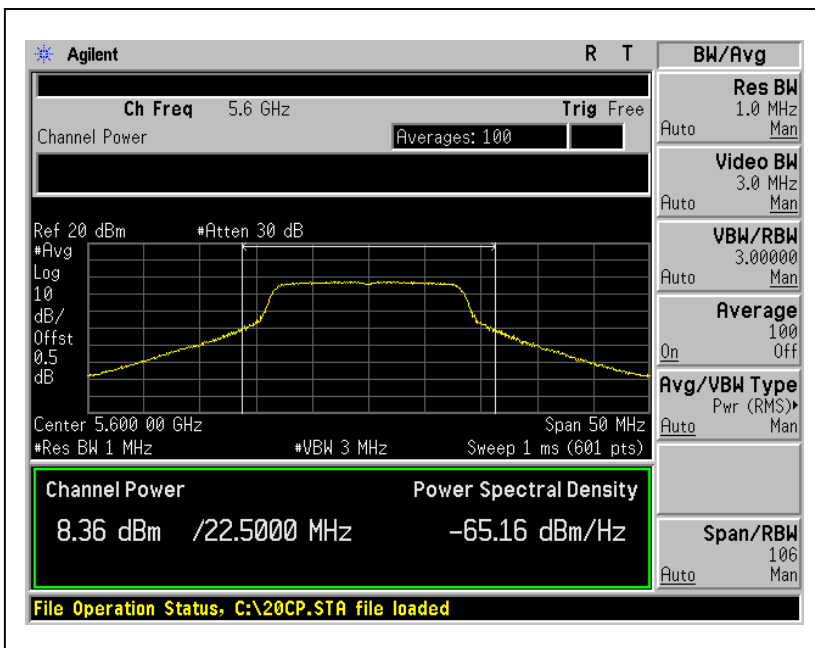 Agilent R T
Ch Freq 5.6 GHz Trig Free
Channel Power Averages: 100
Ref 20 dBm #Atten 30 dB
#Avg
Log
10
dB/
Offst
0.5
dB
Center 5.600 00 GHz Span 50 MHz
#Res BW 1 MHz #VBW 3 MHz Sweep 1 ms (601 pts)
Channel Power Power Spectral Density
8.36 dBm /22.5000 MHz -65.16 dBm/Hz
File Operation Status, C:\20CP.STA file loaded
BW/Avg
Res BW
1.0 MHz
Auto Man
Video BW
3.0 MHz
Auto Man
VBW/RBW
3.00000
Auto Man
Average
100
On Off
Avg/VBW Type
Pwr (RMS)
Auto Man
Span/RBW
106
Auto Man